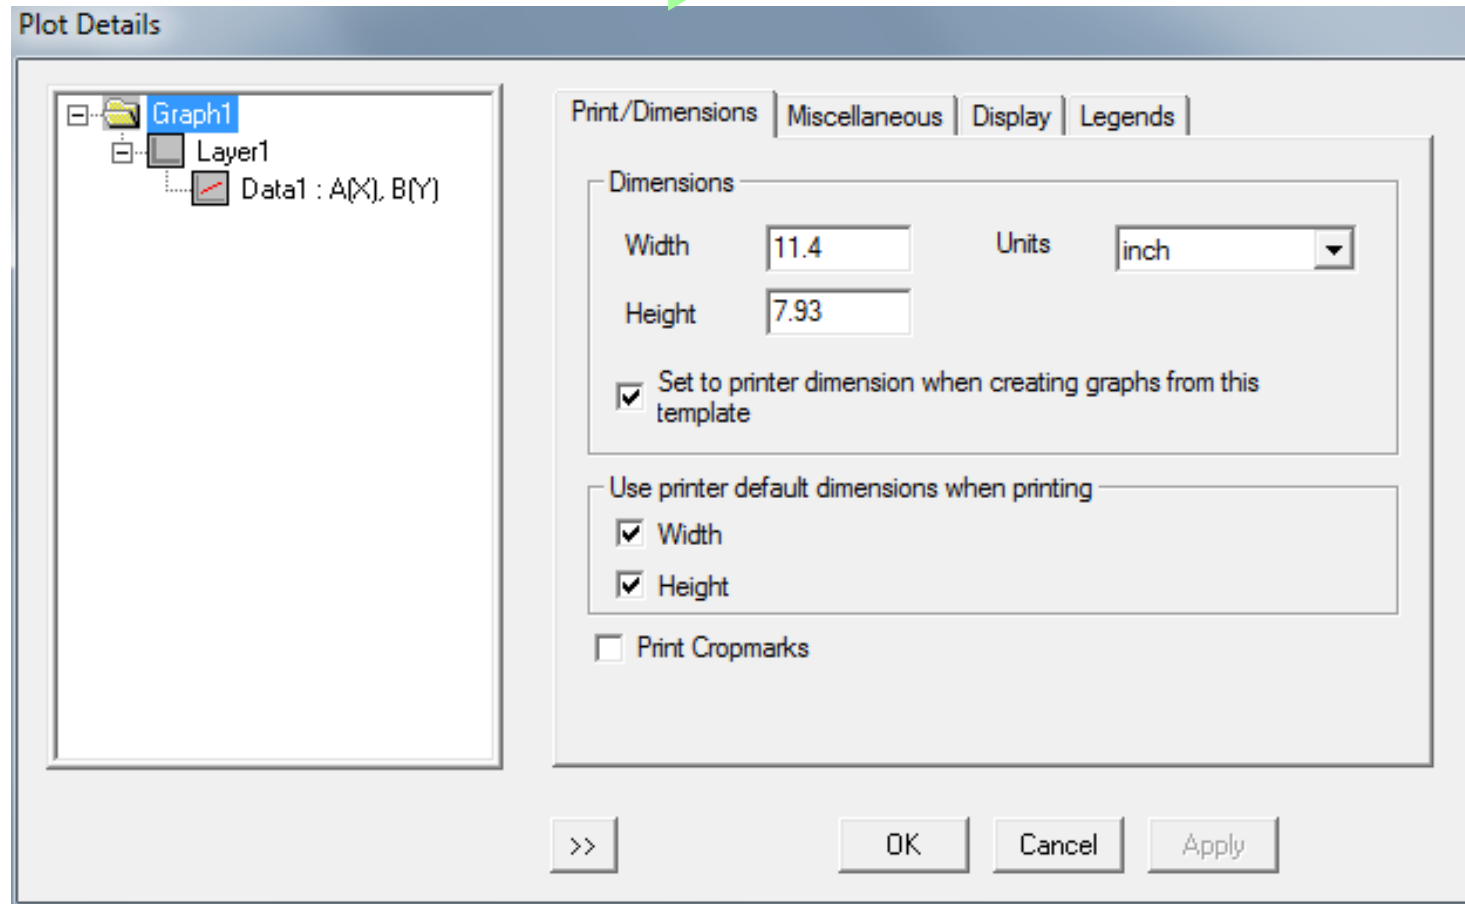 Plot Details
Graph1
Layer1
Data1 : A(X), B(Y)
Print/Dimensions Miscellaneous Display Legends
Dimensions
Width 11.4 Units inch
Height 7.93
Set to printer dimension when creating graphs from this
template
Use printer default dimensions when printing
Width
Height
Print Cropmarks
>> OK Cancel Apply